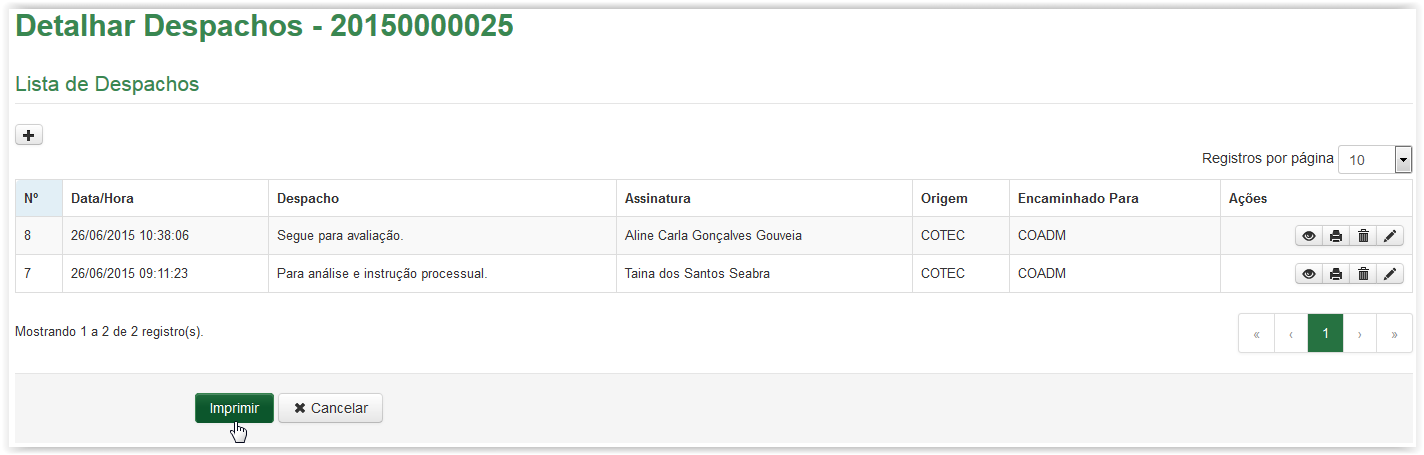 Detalhar Despachos - 20150000025
Lista de Despachos
Registros por página 10
Nº Data/Hora Despacho Assinatura Origem Encaminhado Para Ações
8 26/06/2015 10:38:06 Segue para avaliação. Aline Carla Gonçalves Gouveia COTEC COADM
7 26/06/2015 09:11:23 Para análise e instrução processual. Taina dos Santos Seabra COTEC COADM
Mostrando 1 a 2 de 2 registro(s).
« ‹ 1 › »
Imprimir Cancelar